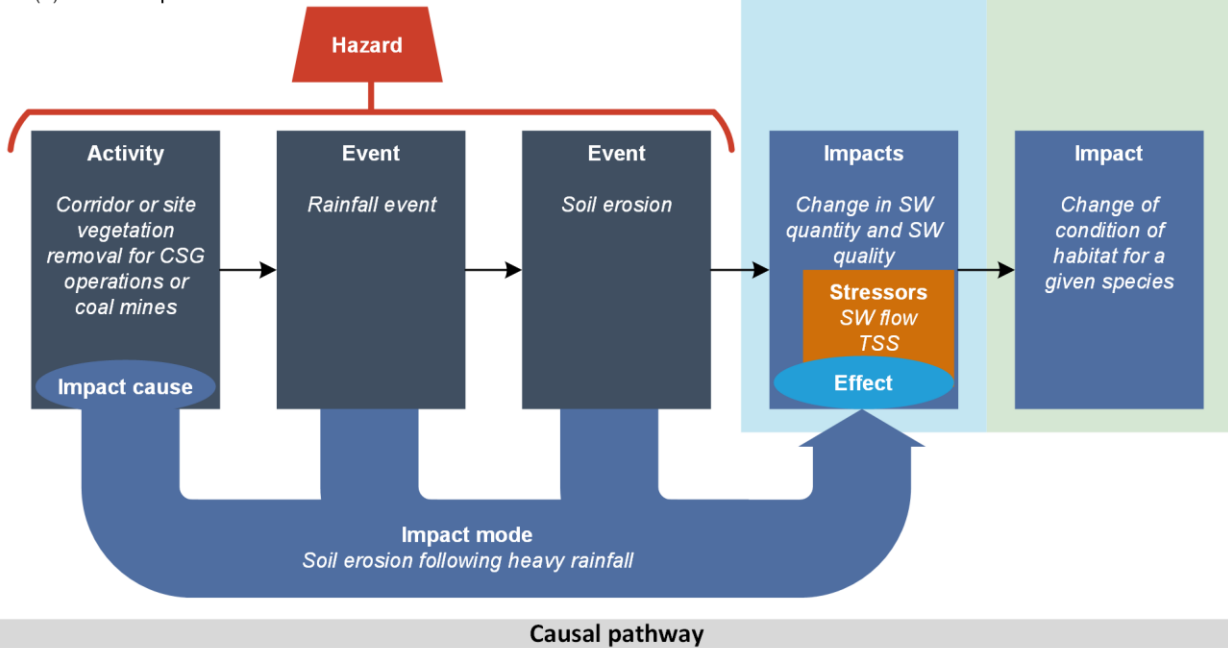 Hazard
Activity
Corridor or site
vegetation
removal for CSG
operations or
coal mines
Impact cause
Event
Rainfall event
Event
Soil erosion
Impacts
Change in SW
quantity and SW
quality
Stressors
SW flow
TSS
Effect
Impact
Change of
condition of
habitat for a
given species
Impact mode
Soil erosion following heavy rainfall
Causal pathway